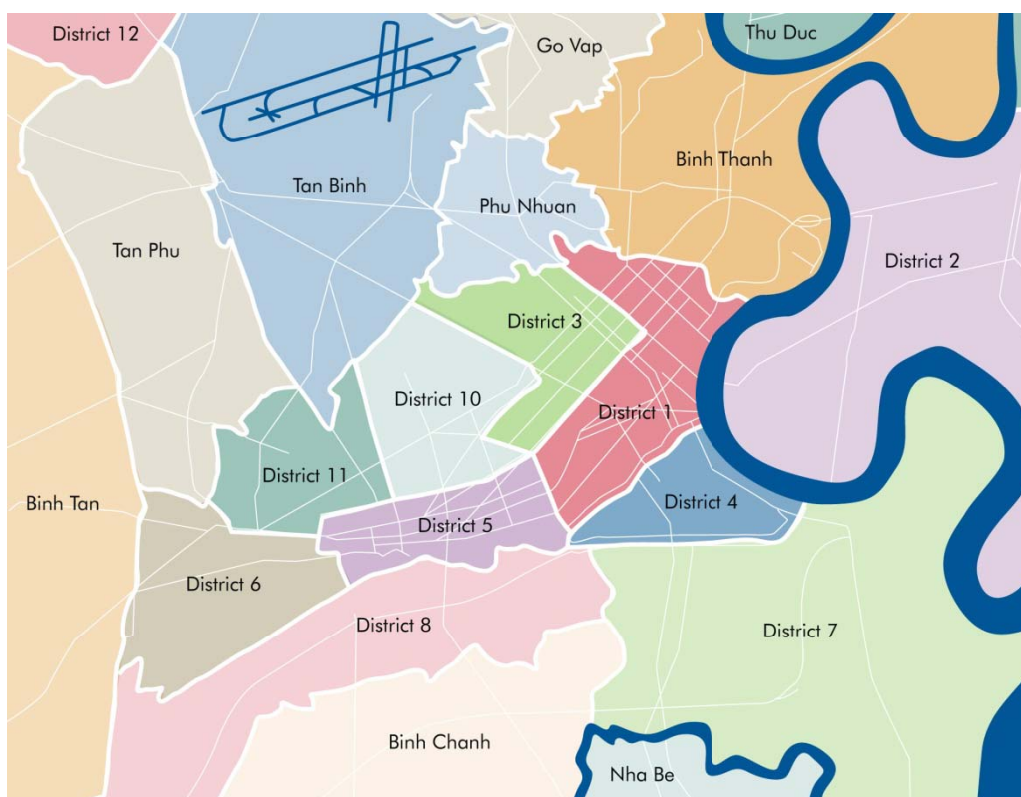 District 12
Go Vap
Thu Duc
Binh Thanh
Tan Binh
Phu Nhuan
Tan Phu
District 2
District 3
District 10
District 1
District 11
District 4
Binh Tan
District 5
District 6
District 8
District 7
Binh Chanh
Nha Be